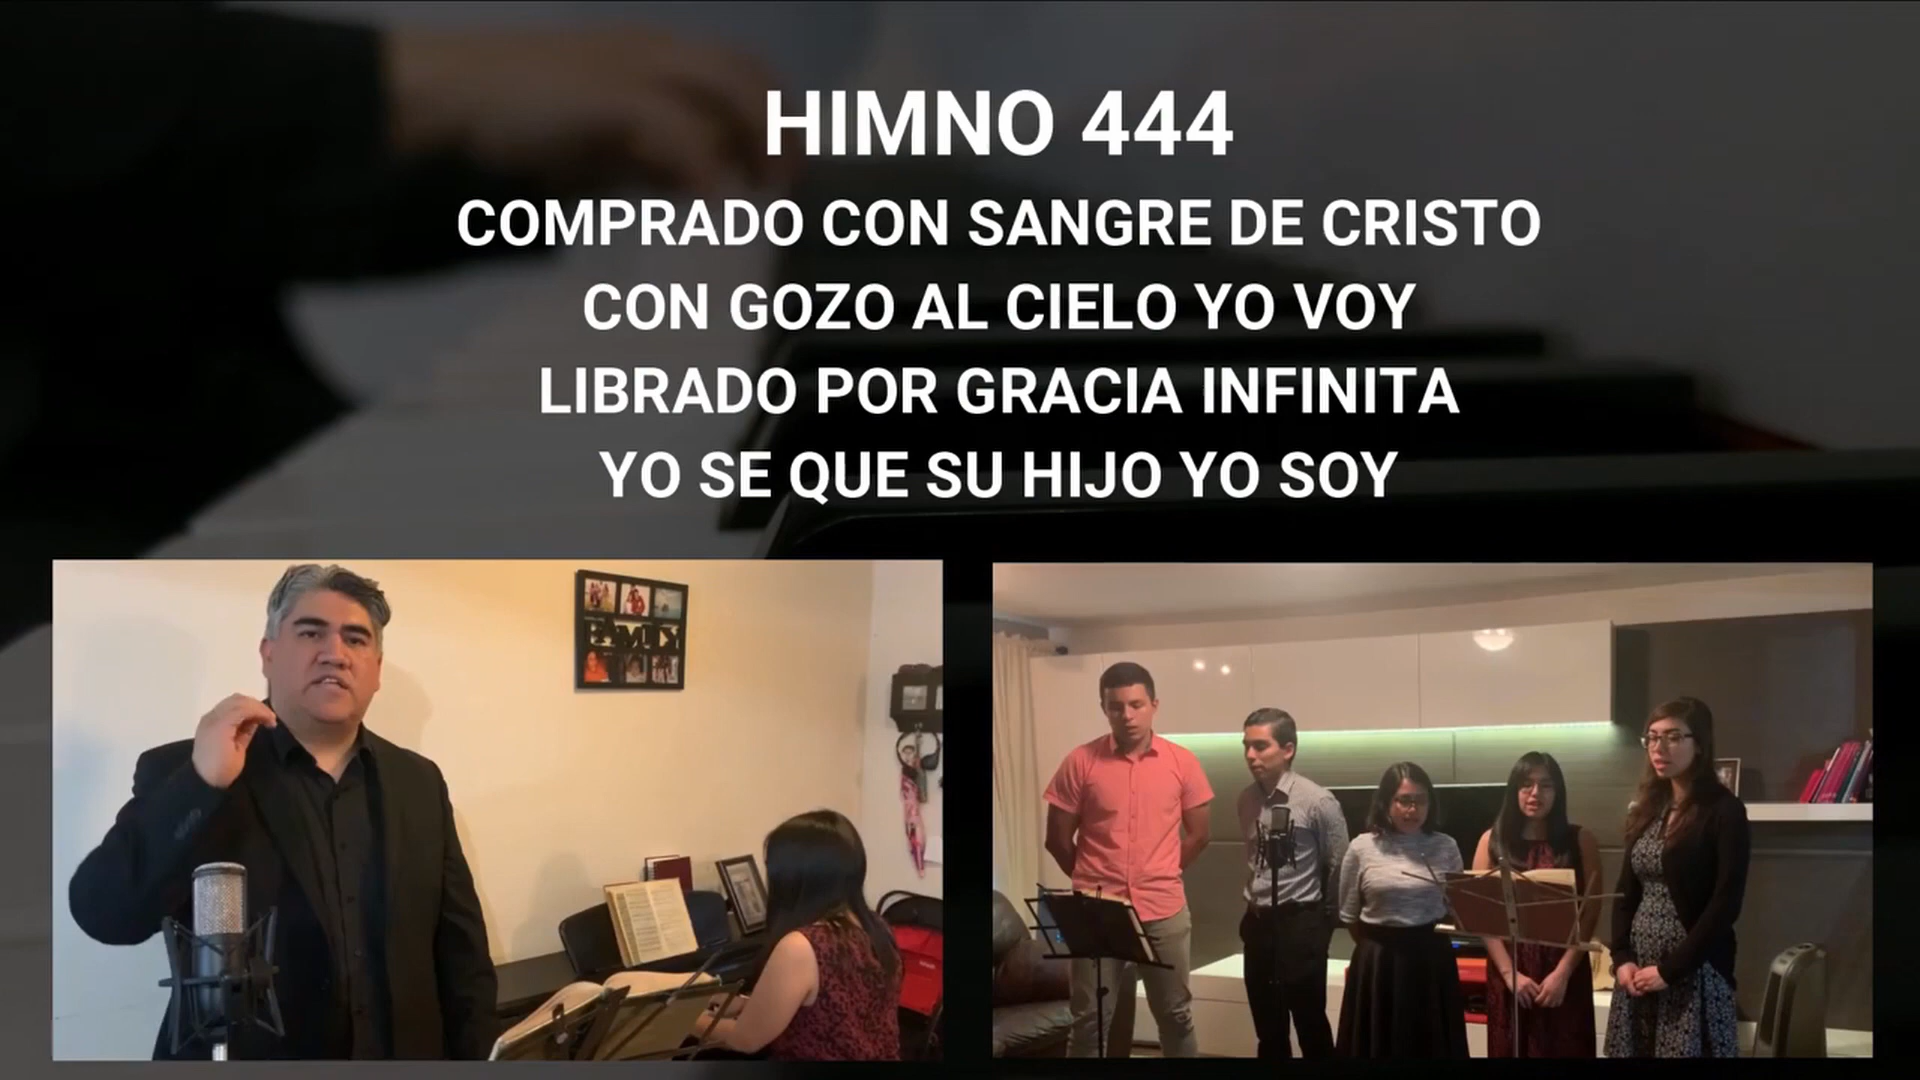 HIMNO 444
COMPRADO CON SANGRE DE CRISTO
CON GOZO AL CIELO YO VOY
LIBRADO POR GRACIA INFINITA
YO SE QUE SU HIJO YO SOY
FAMILY